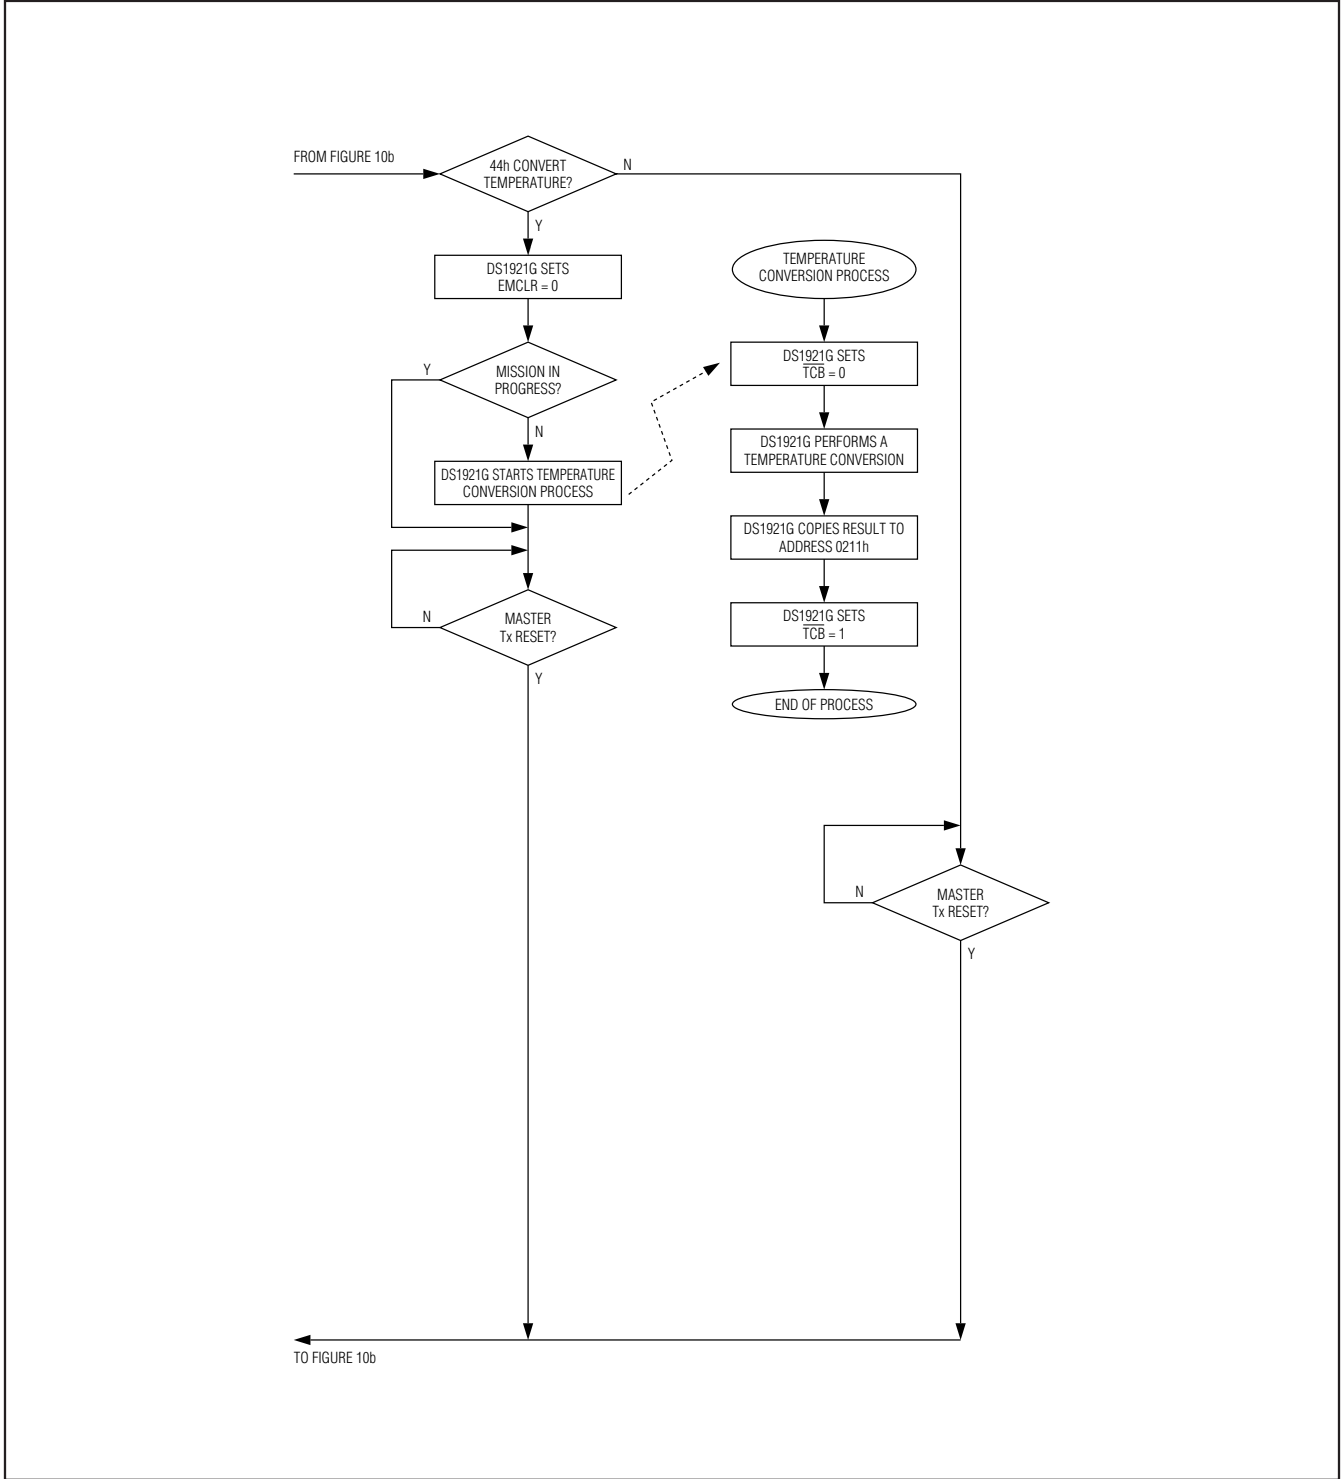 FROM FIGURE 10b
44h CONVERT
TEMPERATURE?
N
Y
DS1921G SETS
EMCLR = 0
MISSION IN
PROGRESS?
Y
N
DS1921G STARTS TEMPERATURE
CONVERSION PROCESS
MASTER
Tx RESET?
N
Y
TEMPERATURE
CONVERSION PROCESS
DS1921G SETS
T̅C̅B̅ = 0
DS1921G PERFORMS A
TEMPERATURE CONVERSION
DS1921G COPIES RESULT TO
ADDRESS 0211h
DS1921G SETS
T̅C̅B̅ = 1
END OF PROCESS
MASTER
Tx RESET?
N
Y
TO FIGURE 10b